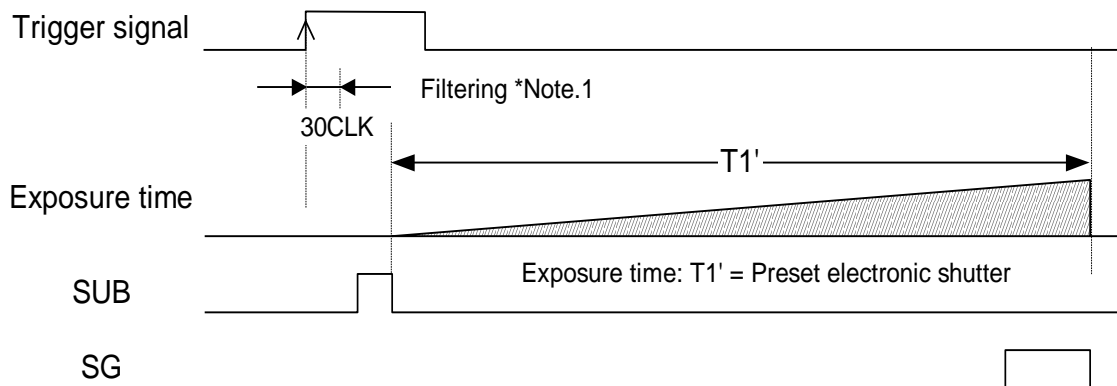 Trigger signal
Filtering *Note.1
30CLK
T1'
Exposure time
Exposure time: T1' = Preset electronic shutter
SUB
SG